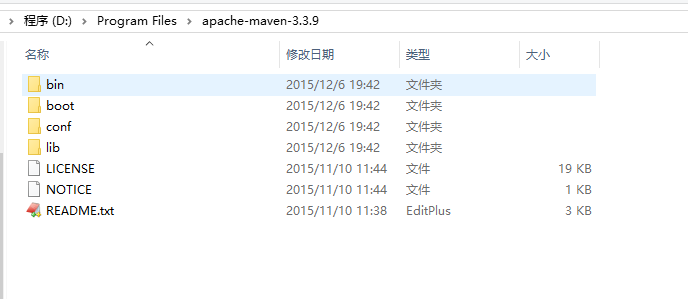 程序 (D:) > Program Files > apache-maven-3.3.9
名称 修改日期 类型 大小
bin 2015/12/6 19:42 文件夹
boot 2015/12/6 19:42 文件夹
conf 2015/12/6 19:42 文件夹
lib 2015/12/6 19:42 文件夹
LICENSE 2015/11/10 11:44 文件 19 KB
NOTICE 2015/11/10 11:44 文件 1 KB
README.txt 2015/11/10 11:38 EditPlus 3 KB